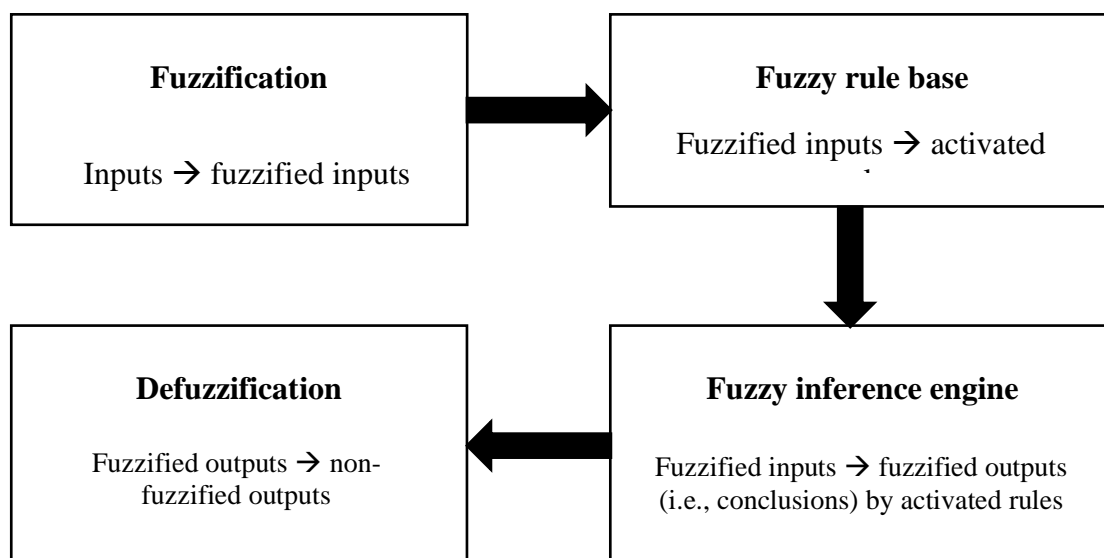 Fuzzification
Inputs → fuzzified inputs
Fuzzy rule base
Fuzzified inputs → activated
Fuzzy inference engine
Fuzzified inputs → fuzzified outputs
(i.e., conclusions) by activated rules
Defuzzification
Fuzzified outputs → non-
fuzzified outputs